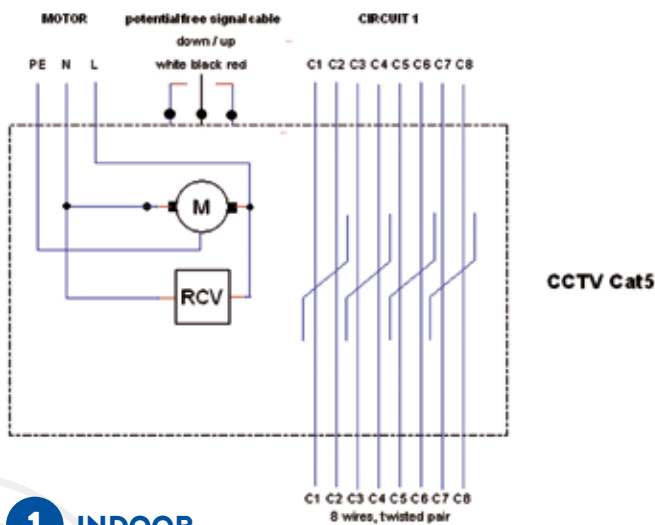 MOTOR potentialfree signal cable CIRCUIT 1
down / up
PE N L white black red C1 C2 C3 C4 C5 C6 C7 C8
M
RCV
CCTV Cat5
C1 C2 C3 C4 C5 C6 C7 C8
8 wires, twisted pair
1 INDOOR